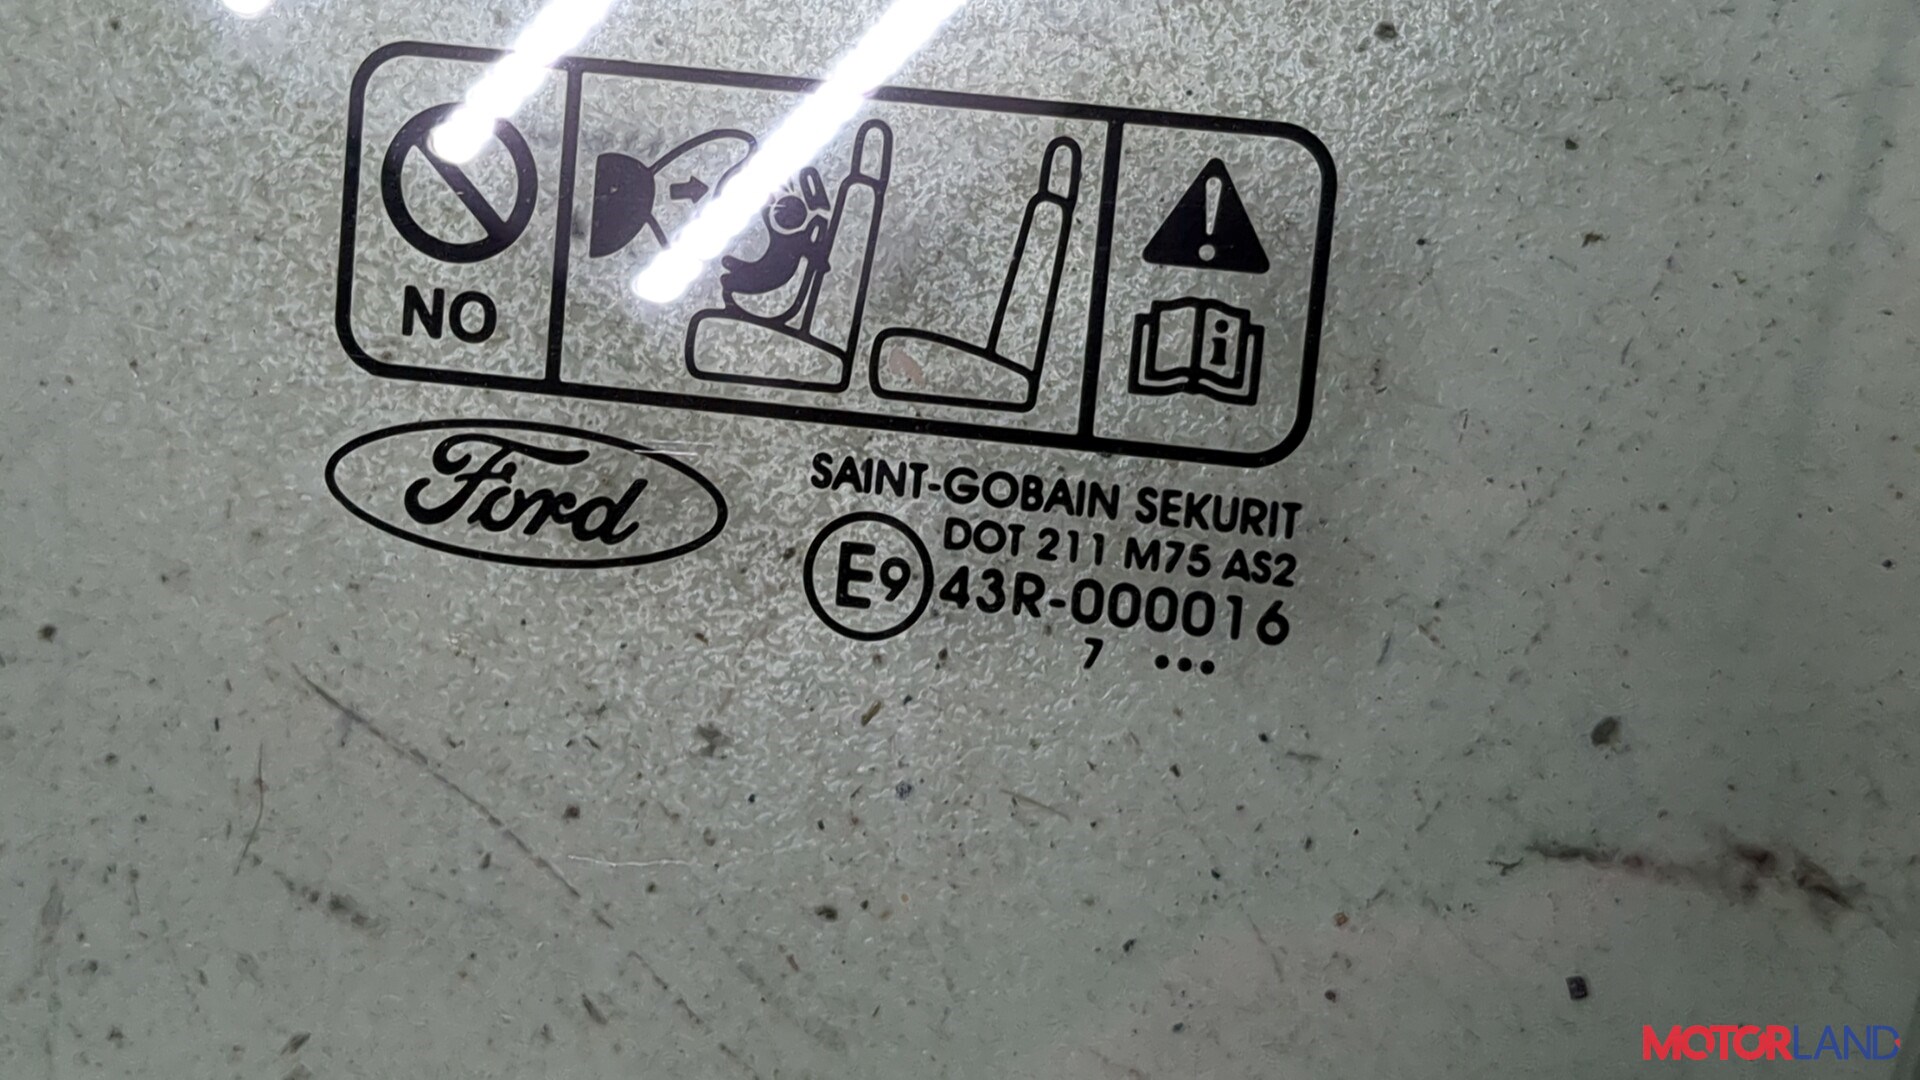 NO
i
Ford
SAINT-GOBAIN SEKURIT
DOT 211 M75 AS2
E9 43R-000016
7 •••
MOTORLAND